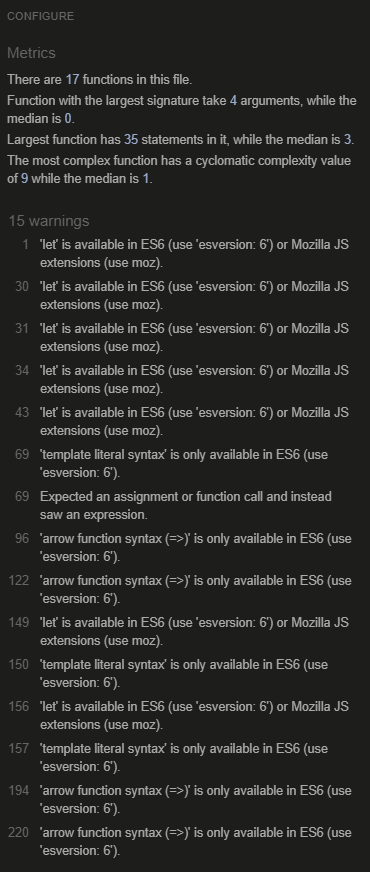 CONFIGURE
Metrics
There are 17 functions in this file.
Function with the largest signature take 4 arguments, while the
median is 0.
Largest function has 35 statements in it, while the median is 3.
The most complex function has a cyclomatic complexity value
of 9 while the median is 1.
15 warnings
1 'let' is available in ES6 (use 'esversion: 6') or Mozilla JS
extensions (use moz).
30 'let' is available in ES6 (use 'esversion: 6') or Mozilla JS
extensions (use moz).
31 'let' is available in ES6 (use 'esversion: 6') or Mozilla JS
extensions (use moz).
34 'let' is available in ES6 (use 'esversion: 6') or Mozilla JS
extensions (use moz).
43 'let' is available in ES6 (use 'esversion: 6') or Mozilla JS
extensions (use moz).
69 'template literal syntax' is only available in ES6 (use
'esversion: 6').
69 Expected an assignment or function call and instead
saw an expression.
96 'arrow function syntax (=>)' is only available in ES6 (use
'esversion: 6').
122 'arrow function syntax (=>)' is only available in ES6 (use
'esversion: 6').
149 'let' is available in ES6 (use 'esversion: 6') or Mozilla JS
extensions (use moz).
150 'template literal syntax' is only available in ES6 (use
'esversion: 6').
156 'let' is available in ES6 (use 'esversion: 6') or Mozilla JS
extensions (use moz).
157 'template literal syntax' is only available in ES6 (use
'esversion: 6').
194 'arrow function syntax (=>)' is only available in ES6 (use
'esversion: 6').
220 'arrow function syntax (=>)' is only available in ES6 (use
'esversion: 6').